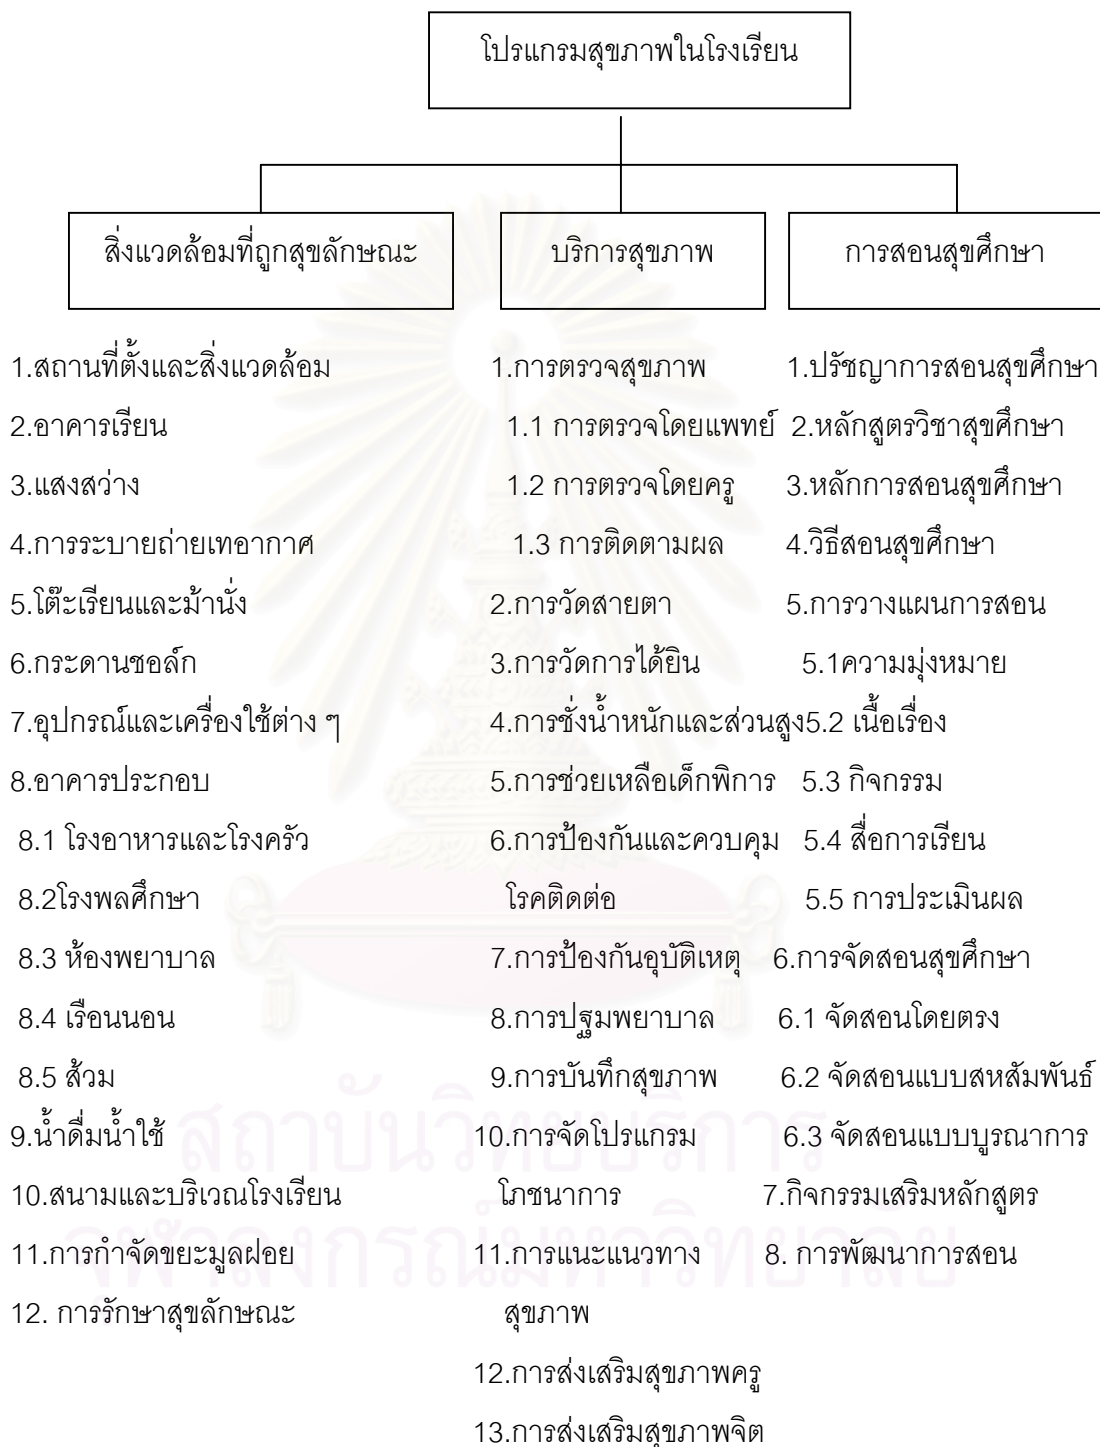 โปรแกรมสุขภาพในโรงเรียน
สิ่งแวดล้อมที่ถูกสุขลักษณะ
1.สถานที่ตั้งและสิ่งแวดล้อม
2.อาคารเรียน
3.แสงสว่าง
4.การระบายถ่ายเทอากาศ
5.โต๊ะเรียนและม้านั่ง
6.กระดานชอล์ก
7.อุปกรณ์และเครื่องใช้ต่าง ๆ
8.อาคารประกอบ
8.1 โรงอาหารและโรงครัว
8.2โรงพลศึกษา
8.3 ห้องพยาบาล
8.4 เรือนนอน
8.5 ส้วม
9.น้ำดื่มน้ำใช้
10.สนามและบริเวณโรงเรียน
11.การกำจัดขยะมูลฝอย
12. การรักษาสุขลักษณะ
บริการสุขภาพ
1.การตรวจสุขภาพ
1.1 การตรวจโดยแพทย์
1.2 การตรวจโดยครู
1.3 การติดตามผล
2.การวัดสายตา
3.การวัดการได้ยิน
4.การชั่งน้ำหนักและส่วนสูง
5.การช่วยเหลือเด็กพิการ
6.การป้องกันและควบคุม
โรคติดต่อ
7.การป้องกันอุบัติเหตุ
8.การปฐมพยาบาล
9.การบันทึกสุขภาพ
10.การจัดโปรแกรม
โภชนาการ
11.การแนะแนวทาง
สุขภาพ
12.การส่งเสริมสุขภาพครู
13.การส่งเสริมสุขภาพจิต
การสอนสุขศึกษา
1.ปรัชญาการสอนสุขศึกษา
2.หลักสูตรวิชาสุขศึกษา
3.หลักการสอนสุขศึกษา
4.วิธีสอนสุขศึกษา
5.การวางแผนการสอน
5.1ความมุ่งหมาย
5.2 เนื้อเรื่อง
5.3 กิจกรรม
5.4 สื่อการเรียน
5.5 การประเมินผล
6.การจัดสอนสุขศึกษา
6.1 จัดสอนโดยตรง
6.2 จัดสอนแบบสหสัมพันธ์
6.3 จัดสอนแบบบูรณาการ
7.กิจกรรมเสริมหลักสูตร
8. การพัฒนาการสอน
สถาบันวิทยบริการ
จุฬาลงกรณ์มหาวิทยาลัย